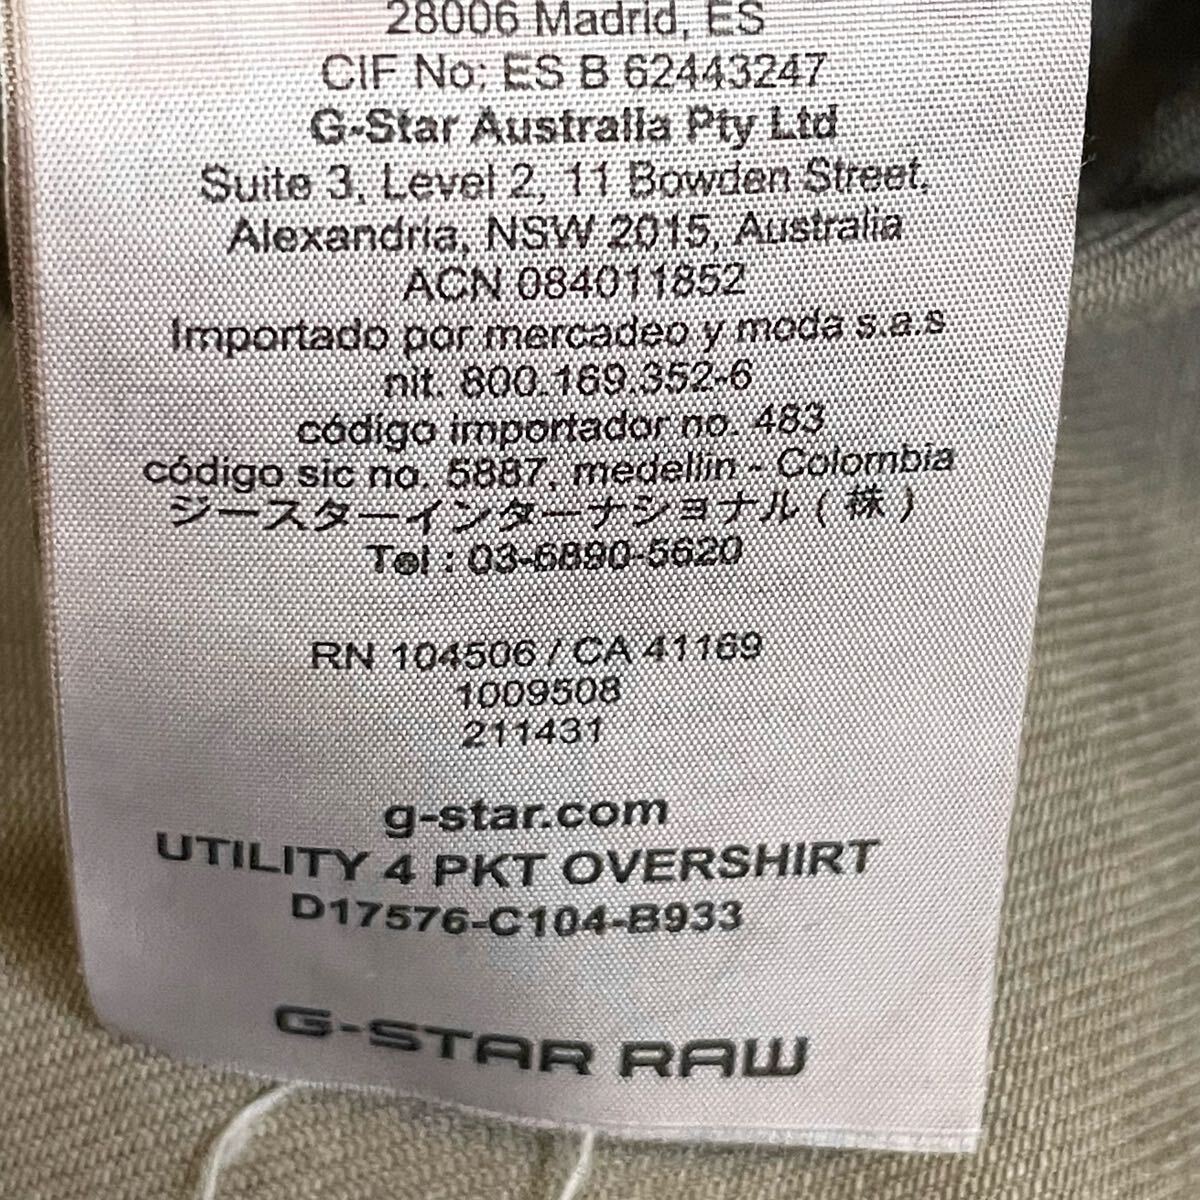 28006 Madrid, ES
CIF No: ES B 62443247
G-Star Australia Pty Ltd
Suite 3, Level 2, 11 Bowden Street,
Alexandria, NSW 2015, Australia
ACN 084011852
Importado por mercadeo y moda s.a.s
nit. 800.169.352-6
código importador no. 483
código sic no. 5887, medellin - Colombia
ジースターインターナショナル ( 株 )
Tel : 03-6890-5620
RN 104506 / CA 41169
1009508
211431
g-star.com
UTILITY 4 PKT OVERSHIRT
D17576-C104-B933
G-STAR RAW